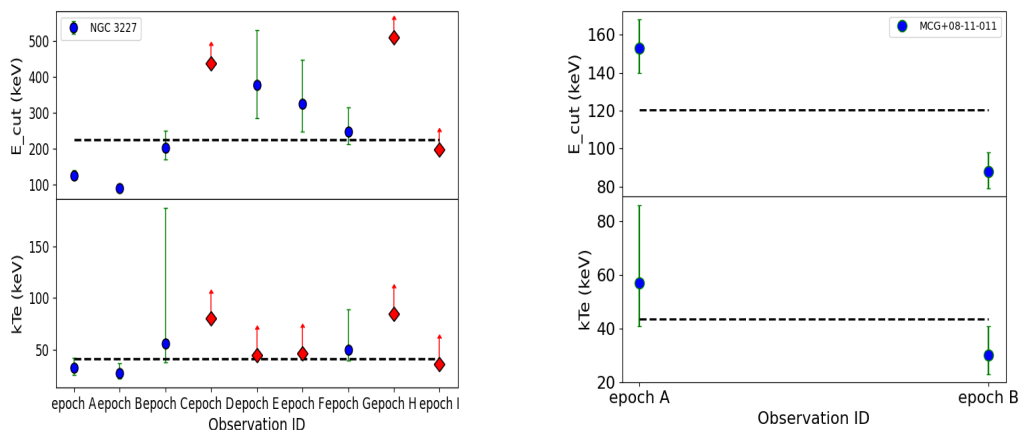 NGC 3227
E_cut (keV)
500
400
300
200
100
kTe (keV)
150
100
50
epoch A epoch B epoch C epoch D epoch E epoch F epoch G epoch H epoch I
Observation ID
MCG+08-11-011
E_cut (keV)
160
140
120
100
80
kTe (keV)
80
60
40
20
epoch A epoch B
Observation ID